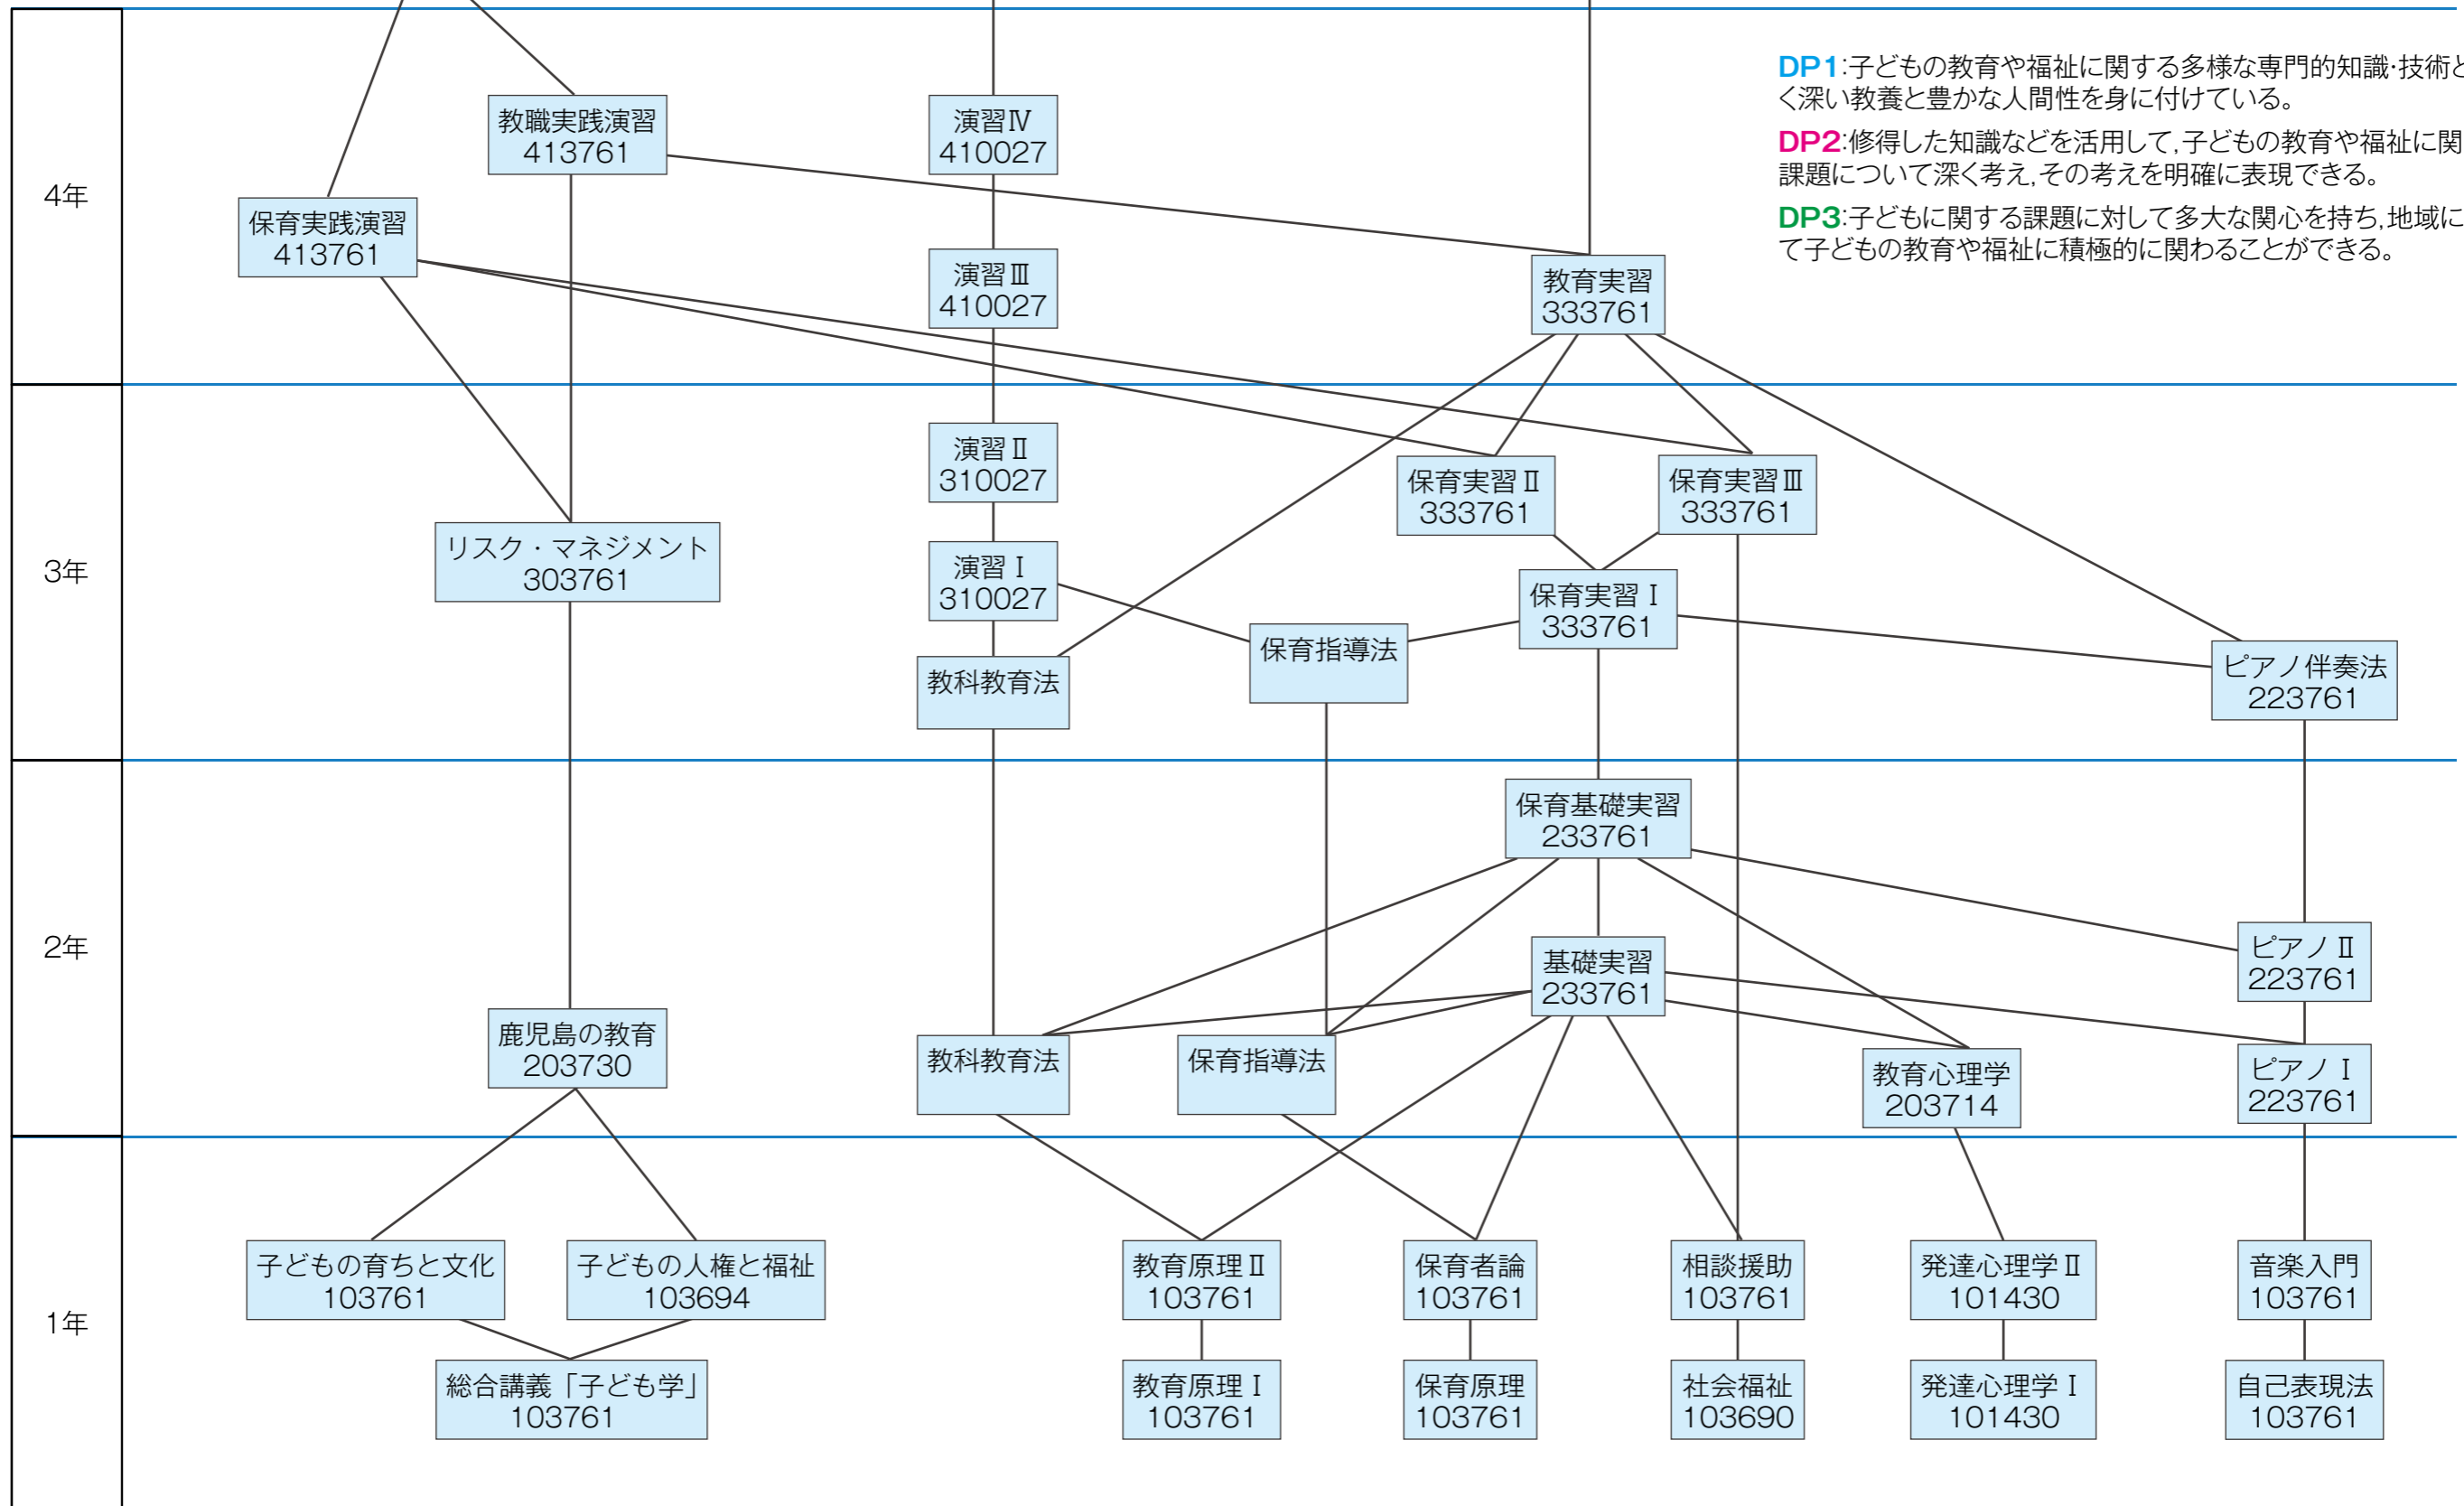 DP1:子どもの教育や福祉に関する多様な専門的知識・技術と
く深い教養と豊かな人間性を身に付けている。
DP2:修得した知識などを活用して,子どもの教育や福祉に関
課題について深く考え,その考えを明確に表現できる。
DP3:子どもに関する課題に対して多大な関心を持ち,地域に
て子どもの教育や福祉に積極的に関わることができる。
4年
教職実践演習
413761
演習Ⅳ
410027
保育実践演習
413761
演習Ⅲ
410027
教育実習
333761
3年
演習Ⅱ
310027
保育実習Ⅱ
333761
保育実習Ⅲ
333761
リスク・マネジメント
303761
演習Ⅰ
310027
保育実習Ⅰ
333761
保育指導法
教科教育法
ピアノ伴奏法
223761
2年
保育基礎実習
233761
基礎実習
233761
ピアノⅡ
223761
鹿児島の教育
203730
教科教育法
保育指導法
教育心理学
203714
ピアノⅠ
223761
1年
子どもの育ちと文化
103761
子どもの人権と福祉
103694
教育原理Ⅱ
103761
保育者論
103761
相談援助
103761
発達心理学Ⅱ
101430
音楽入門
103761
総合講義「子ども学」
103761
教育原理Ⅰ
103761
保育原理
103761
社会福祉
103690
発達心理学Ⅰ
101430
自己表現法
103761